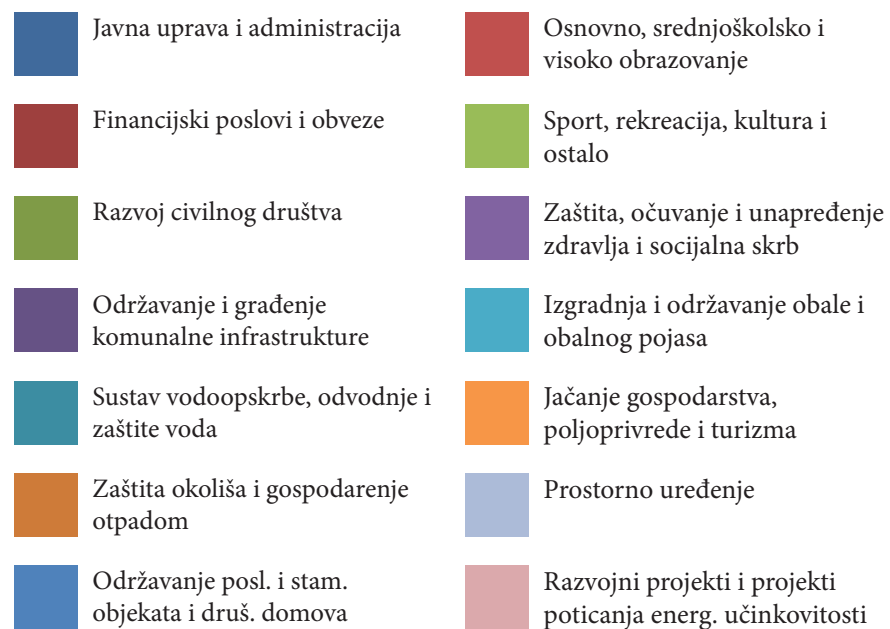 Javna uprava i administracija
Financijski poslovi i obveze
Razvoj civilnog društva
Održavanje i građenje
komunalne infrastrukture
Sustav vodoopskrbe, odvodnje i
zaštite voda
Zaštita okoliša i gospodarenje
otpadom
Održavanje posl. i stam.
objekata i druš. domova
Osnovno, srednjoškolsko i
visoko obrazovanje
Sport, rekreacija, kultura i
ostalo
Zaštita, očuvanje i unapređenje
zdravlja i socijalna skrb
Izgradnja i održavanje obale i
obalnog pojasa
Jačanje gospodarstva,
poljoprivrede i turizma
Prostorno uređenje
Razvojni projekti i projekti
poticanja energ. učinkovitosti